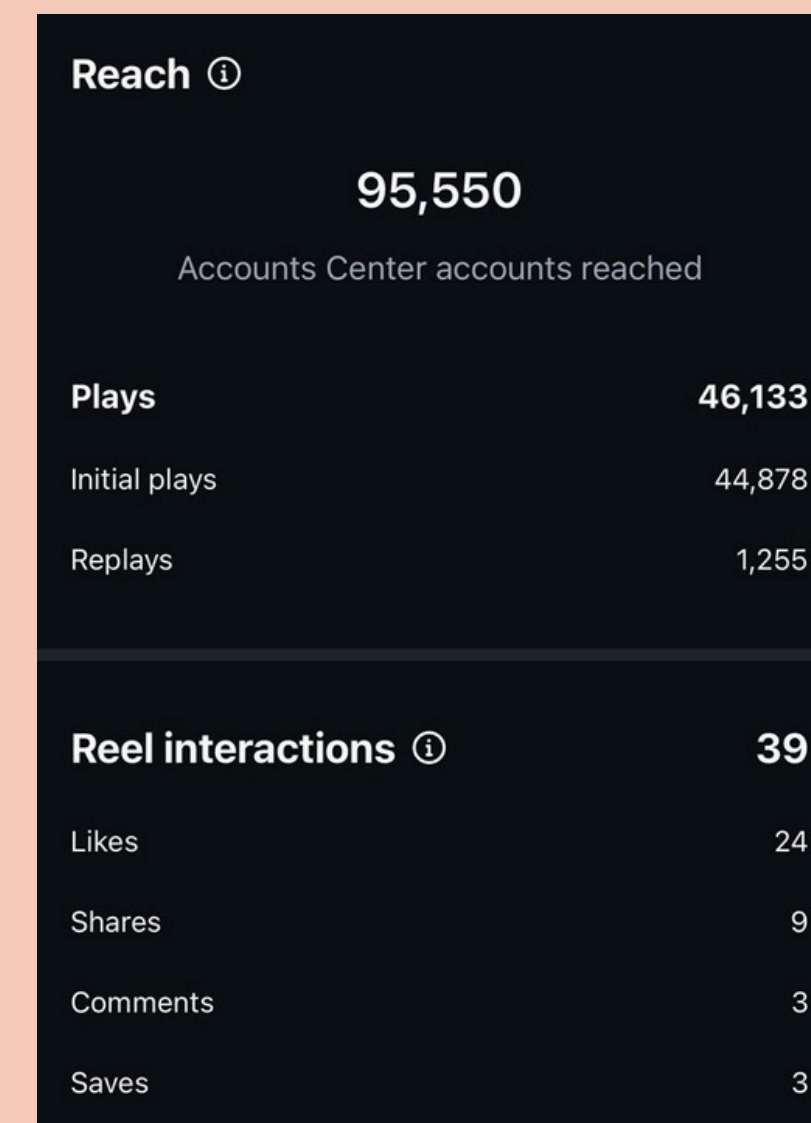 Reach
95,550
Accounts Center accounts reached
Plays 46,133
Initial plays 44,878
Replays 1,255
Reel interactions 39
Likes 24
Shares 9
Comments 3
Saves 3